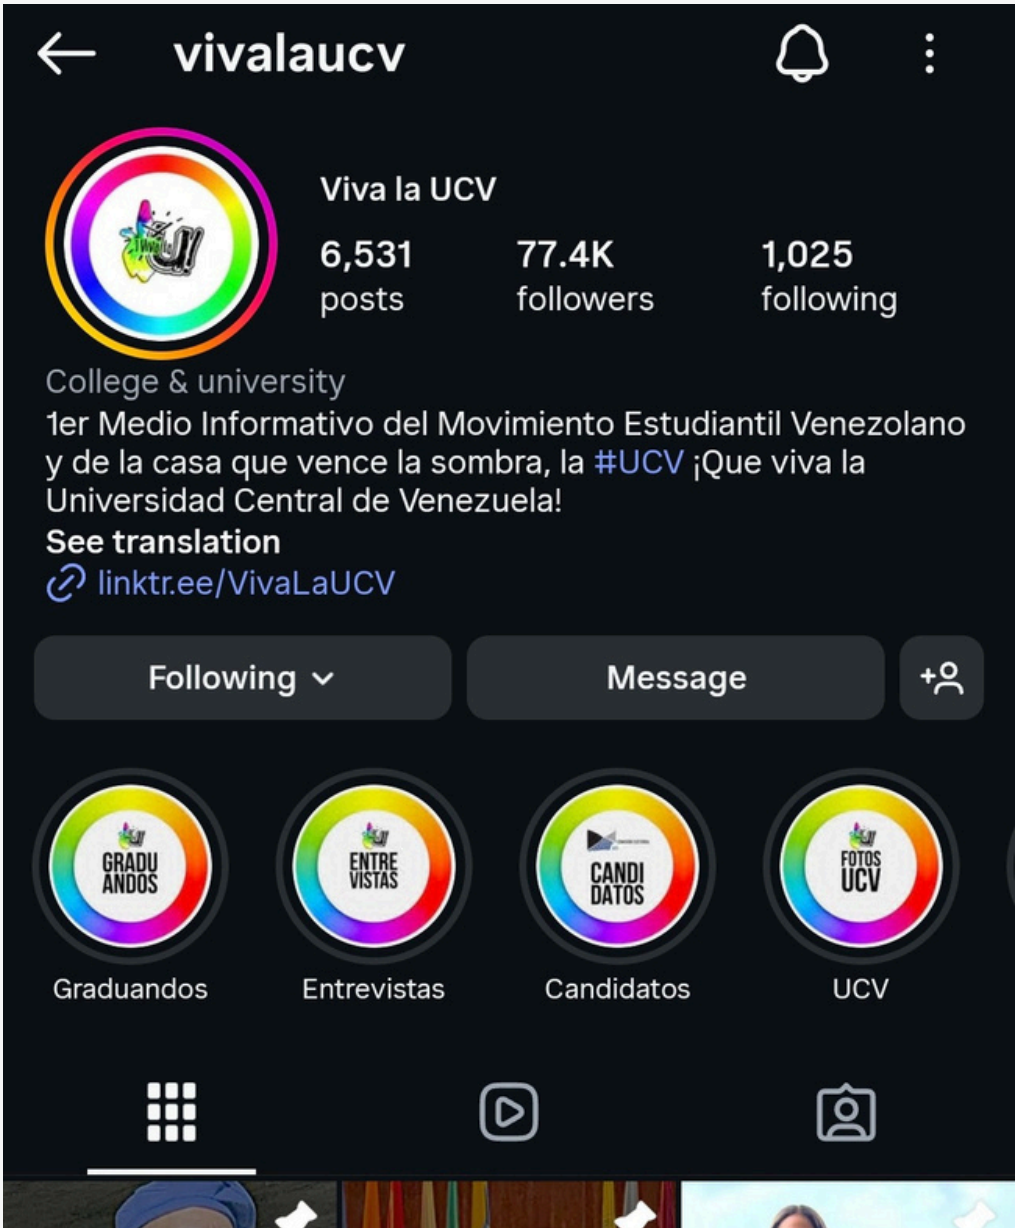 vivalaucv
Viva la UCV
6,531 77.4K 1,025
posts followers following
College & university
1er Medio Informativo del Movimiento Estudiantil Venezolano
y de la casa que vence la sombra, la #UCV ¡Que viva la
Universidad Central de Venezuela!
See translation
linktr.ee/VivaLaUCV
Following Message
GRADU
ANDOS
ENTRE
VISTAS
CANDI
DATOS
FOTOS
UCV
Graduandos Entrevistas Candidatos UCV